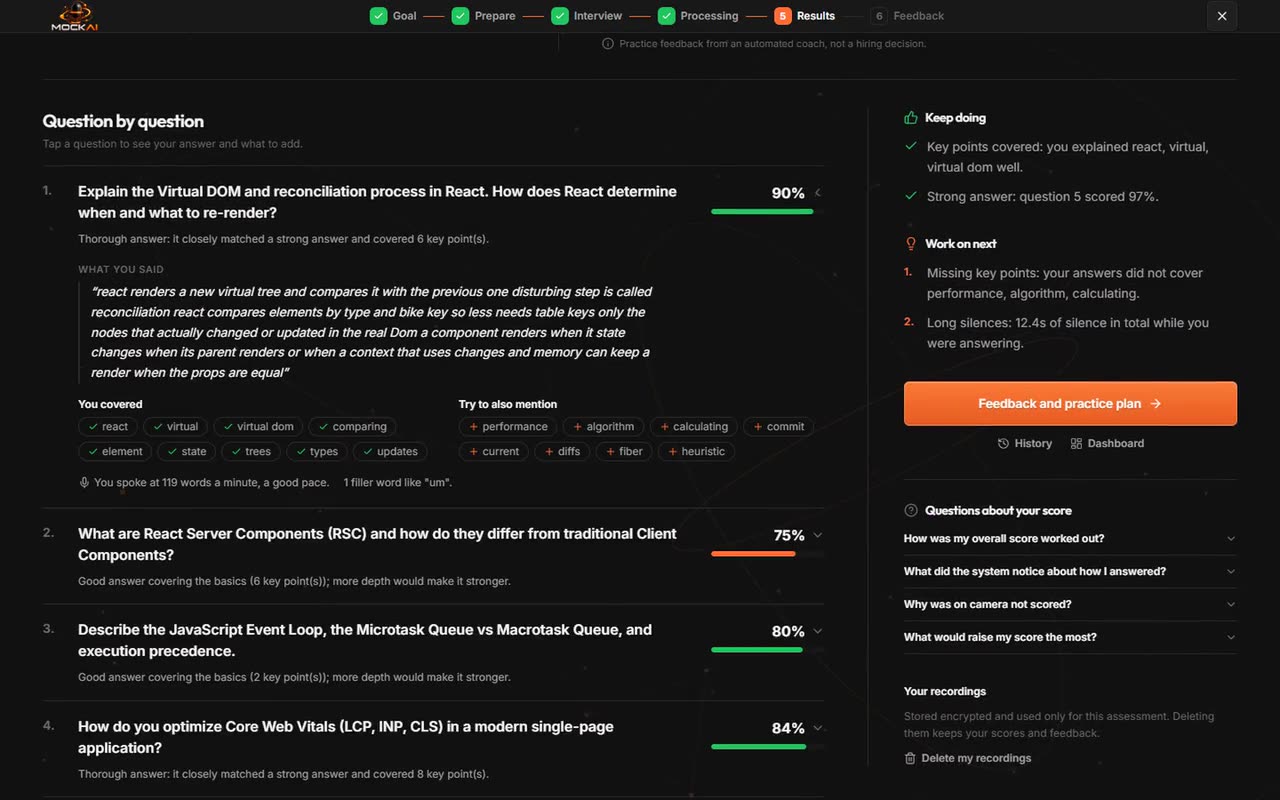 MOCKAI
Goal
Prepare
Interview
Processing
5 Results
6 Feedback
Practice feedback from an automated coach, not a hiring decision.
Question by question
Tap a question to see your answer and what to add.
1. Explain the Virtual DOM and reconciliation process in React. How does React determine
when and what to re-render?
90%
Thorough answer: it closely matched a strong answer and covered 6 key point(s).
WHAT YOU SAID
"react renders a new virtual tree and compares it with the previous one disturbing step is called
reconciliation react compares elements by type and bike key so less needs table keys only the
nodes that actually changed or updated in the real Dom a component renders when it state
changes when its parent renders or when a context that uses changes and memory can keep a
render when the props are equal"
You covered
react
virtual
virtual dom
comparing
element
state
trees
types
updates
Try to also mention
performance
algorithm
calculating
commit
current
diffs
fiber
heuristic
You spoke at 119 words a minute, a good pace. 1 filler word like "um".
2. What are React Server Components (RSC) and how do they differ from traditional Client
Components?
75%
Good answer covering the basics (6 key point(s)); more depth would make it stronger.
3. Describe the JavaScript Event Loop, the Microtask Queue vs Macrotask Queue, and
execution precedence.
80%
Good answer covering the basics (2 key point(s)); more depth would make it stronger.
4. How do you optimize Core Web Vitals (LCP, INP, CLS) in a modern single-page
application?
84%
Thorough answer: it closely matched a strong answer and covered 8 key point(s).
Keep doing
Key points covered: you explained react, virtual,
virtual dom well.
Strong answer: question 5 scored 97%.
Work on next
1. Missing key points: your answers did not cover
performance, algorithm, calculating.
2. Long silences: 12.4s of silence in total while you
were answering.
Feedback and practice plan →
History
Dashboard
Questions about your score
How was my overall score worked out?
What did the system notice about how I answered?
Why was on camera not scored?
What would raise my score the most?
Your recordings
Stored encrypted and used only for this assessment. Deleting
them keeps your scores and feedback.
Delete my recordings